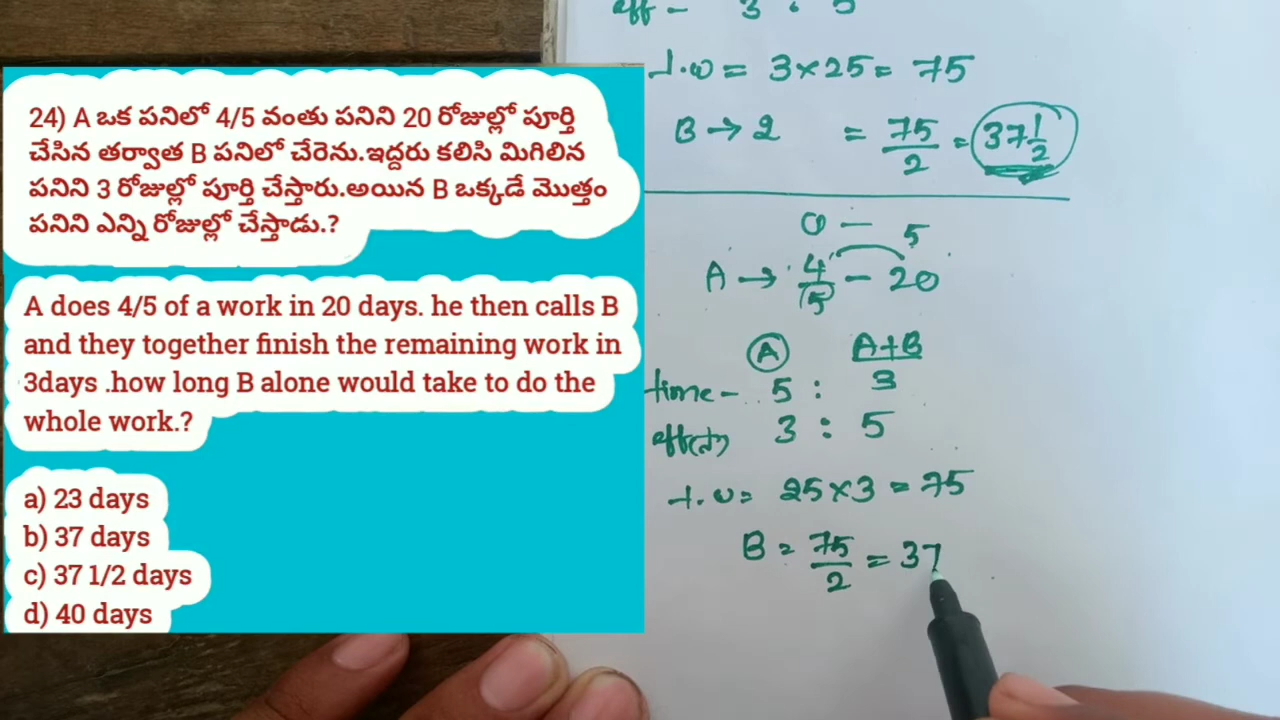 24) A ఒక పనిలో 4/5 వంతు పనిని 20 రోజుల్లో పూర్తి
చేసిన తర్వాత B పనిలో చేరెను.ఇద్దరు కలిసి మిగిలిన
పనిని 3 రోజుల్లో పూర్తి చేస్తారు.అయిన B ఒక్కడే మొత్తం
పనిని ఎన్ని రోజుల్లో చేస్తాడు.?
A does 4/5 of a work in 20 days. he then calls B
and they together finish the remaining work in
3days .how long B alone would take to do the
whole work.?
a) 23 days
b) 37 days
c) 37 1/2 days
d) 40 days
eff - 3 : 5
t.w = 3×25 = 75
B → 2 = 75/2 = 37 1/2
5
A → 4/5 - 20
A A+B
time - 5 : 3
3 : 5
t.w = 25×3 = 75
B = 75/2 = 37